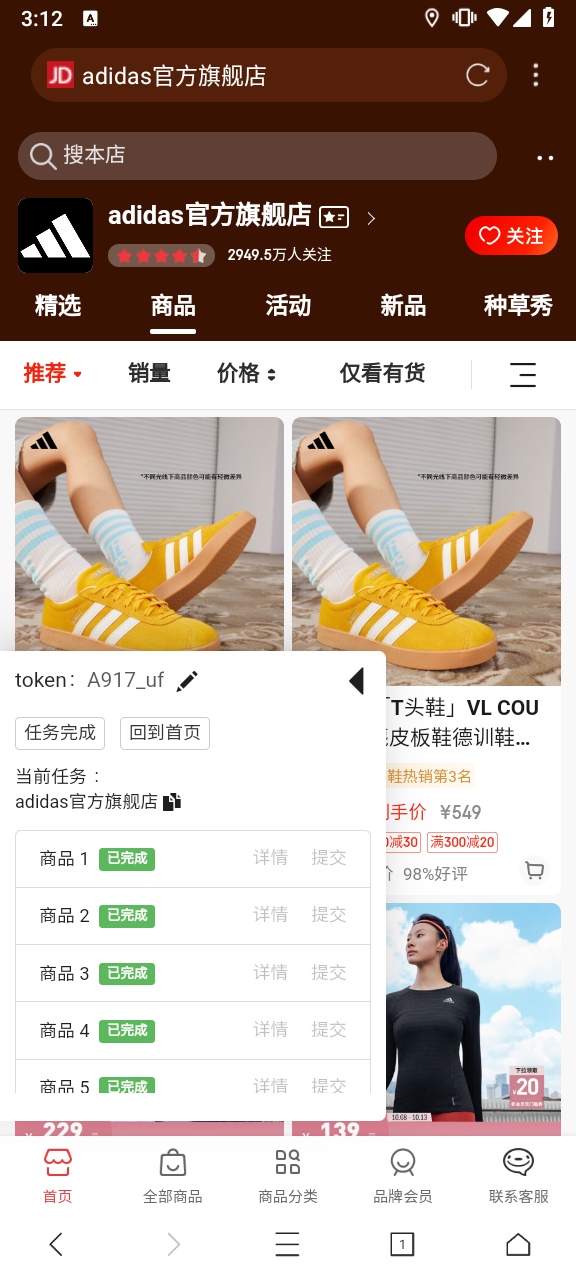 3:12
A
JD adidas官方旗舰店
搜本店
adidas官方旗舰店
2949.5万人关注
关注
精选 商品 活动 新品 种草秀
推荐 销量 价格 仅看有货
*不同光线下商品颜色可能有轻微差异
*不同光线下商品颜色可能有轻微差异
token: A917_uf
任务完成 回到首页
当前任务：
adidas官方旗舰店
商品 1 已完成 详情 提交
商品 2 已完成 详情 提交
商品 3 已完成 详情 提交
商品 4 已完成 详情 提交
商品 5 已完成 详情 提交
「T头鞋」VL COU
皮板鞋德训鞋...
鞋热销第3名
手价 ¥549
减30 满300减20
98%好评
下拉领取
¥20
10.08 - 10.13
¥ 229
¥ 139
首页 全部商品 商品分类 品牌会员 联系客服
1